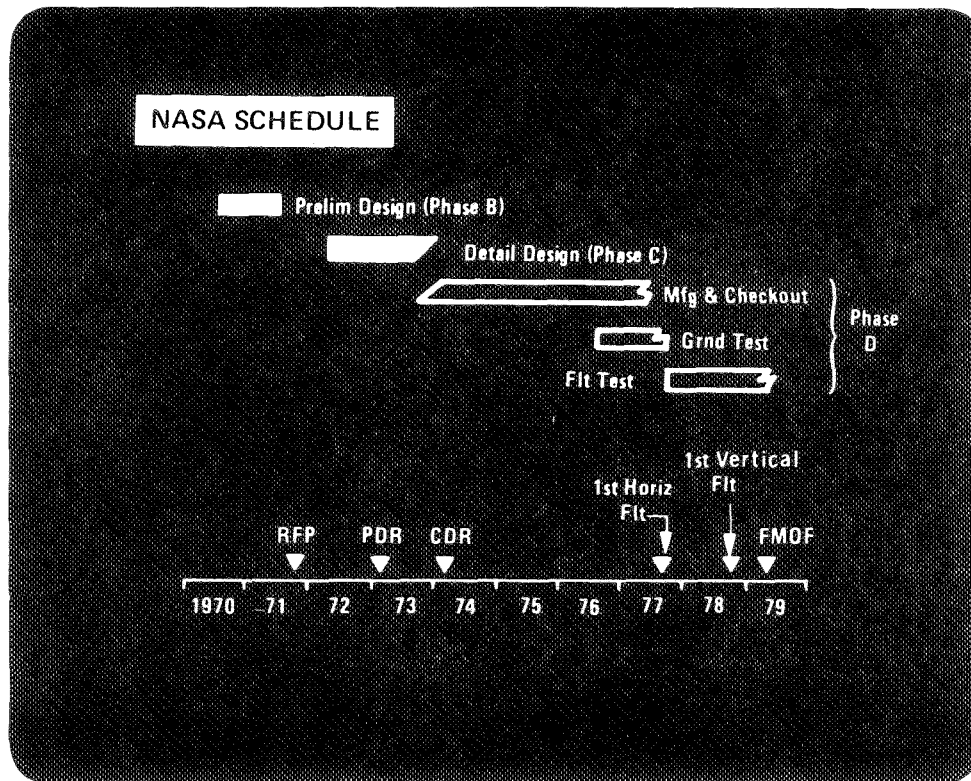 NASA SCHEDULE
Prelim Design (Phase B)
Detail Design (Phase C)
Mfg & Checkout
Grnd Test
Flt Test
Phase
D
1st Vertical
Flt
1st Horiz
Flt
RFP PDR CDR FMOF
1970 71 72 73 74 75 76 77 78 79